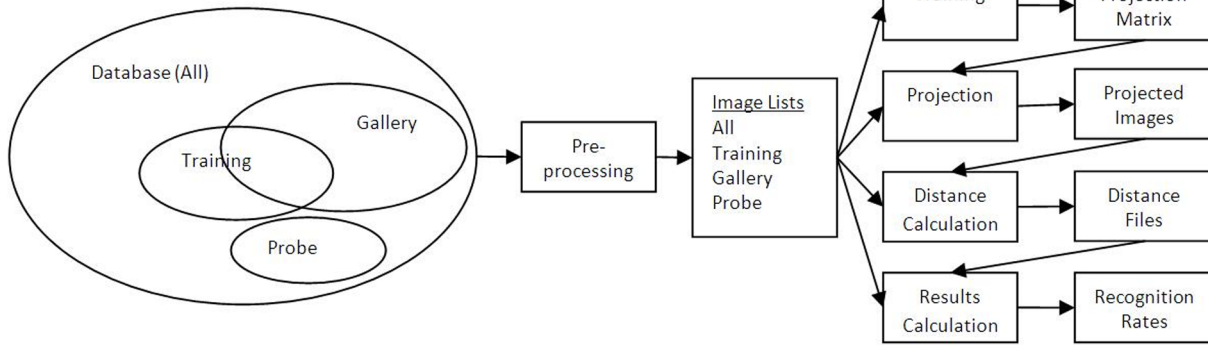 Database (All)
Gallery
Training
Probe
Pre-
processing
Image Lists
All
Training
Gallery
Probe
Matrix
Projection
Projected
Images
Distance
Calculation
Distance
Files
Results
Calculation
Recognition
Rates